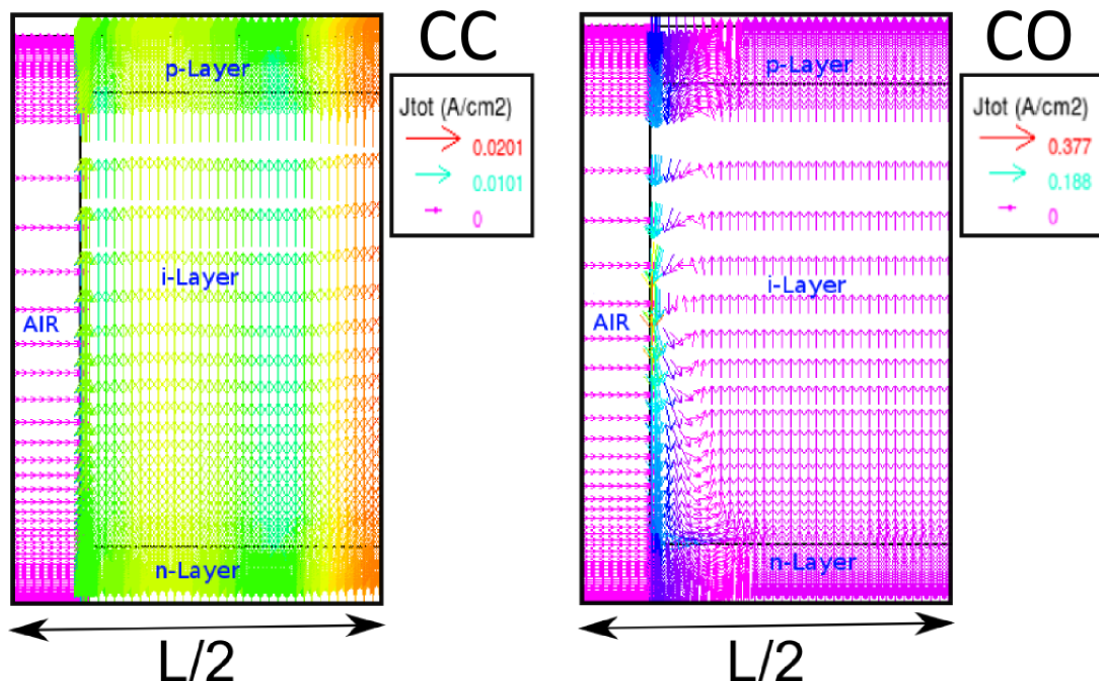 CC
p-Layer
Jtot (A/cm2)
0.0201
0.0101
0
i-Layer
AIR
n-Layer
L/2
CO
p-Layer
Jtot (A/cm2)
0.377
0.188
0
i-Layer
AIR
n-Layer
L/2